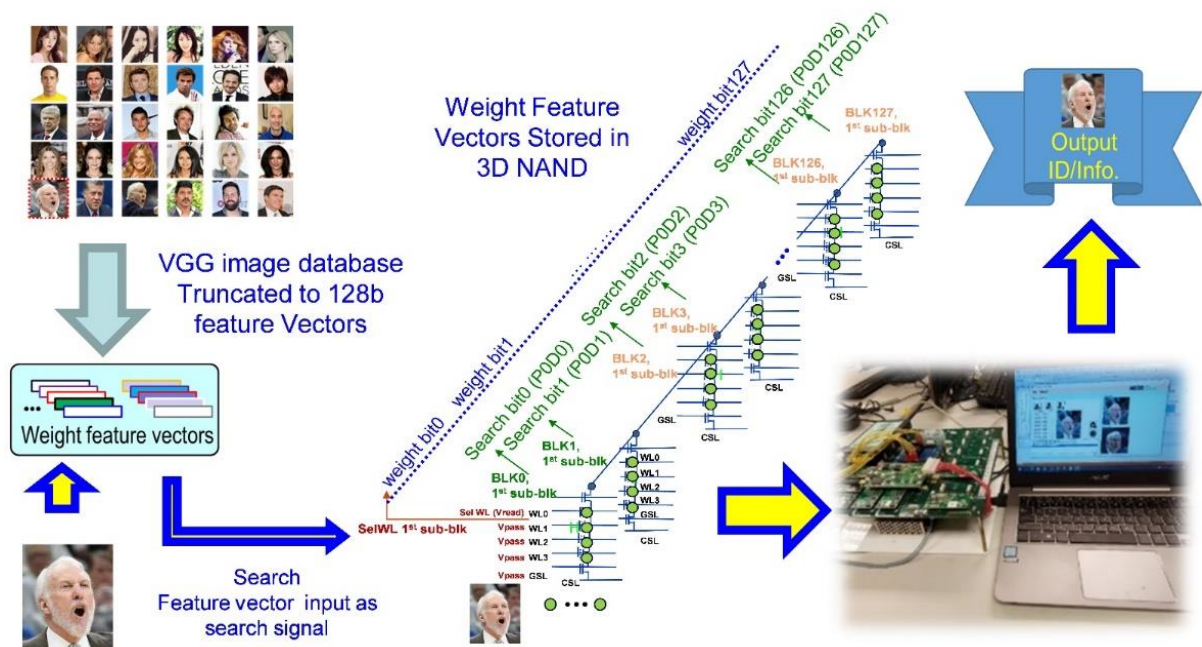 VGG image database
Truncated to 128b
feature Vectors
Weight feature vectors
Search
Feature vector input as
search signal
Weight Feature
Vectors Stored in
3D NAND
weight bit0
weight bit1
weight bit127
Search bit0 (P0D0)
Search bit1 (P0D1)
Search bit2 (P0D2)
Search bit3 (P0D3)
Search bit126 (P0D126)
Search bit127 (P0D127)
BLK0,
1st sub-blk
BLK1,
1st sub-blk
BLK2,
1st sub-blk
BLK3,
1st sub-blk
BLK126,
1st sub-blk
BLK127,
1st sub-blk
SelWL 1st sub-blk
Sel WL (Vread) WL0
Vpass WL1
Vpass WL2
Vpass WL3
Vpass GSL
CSL
WL0
WL1
WL2
WL3
GSL
CSL
GSL
CSL
CSL
GSL
CSL
CSL
Output
ID/Info.